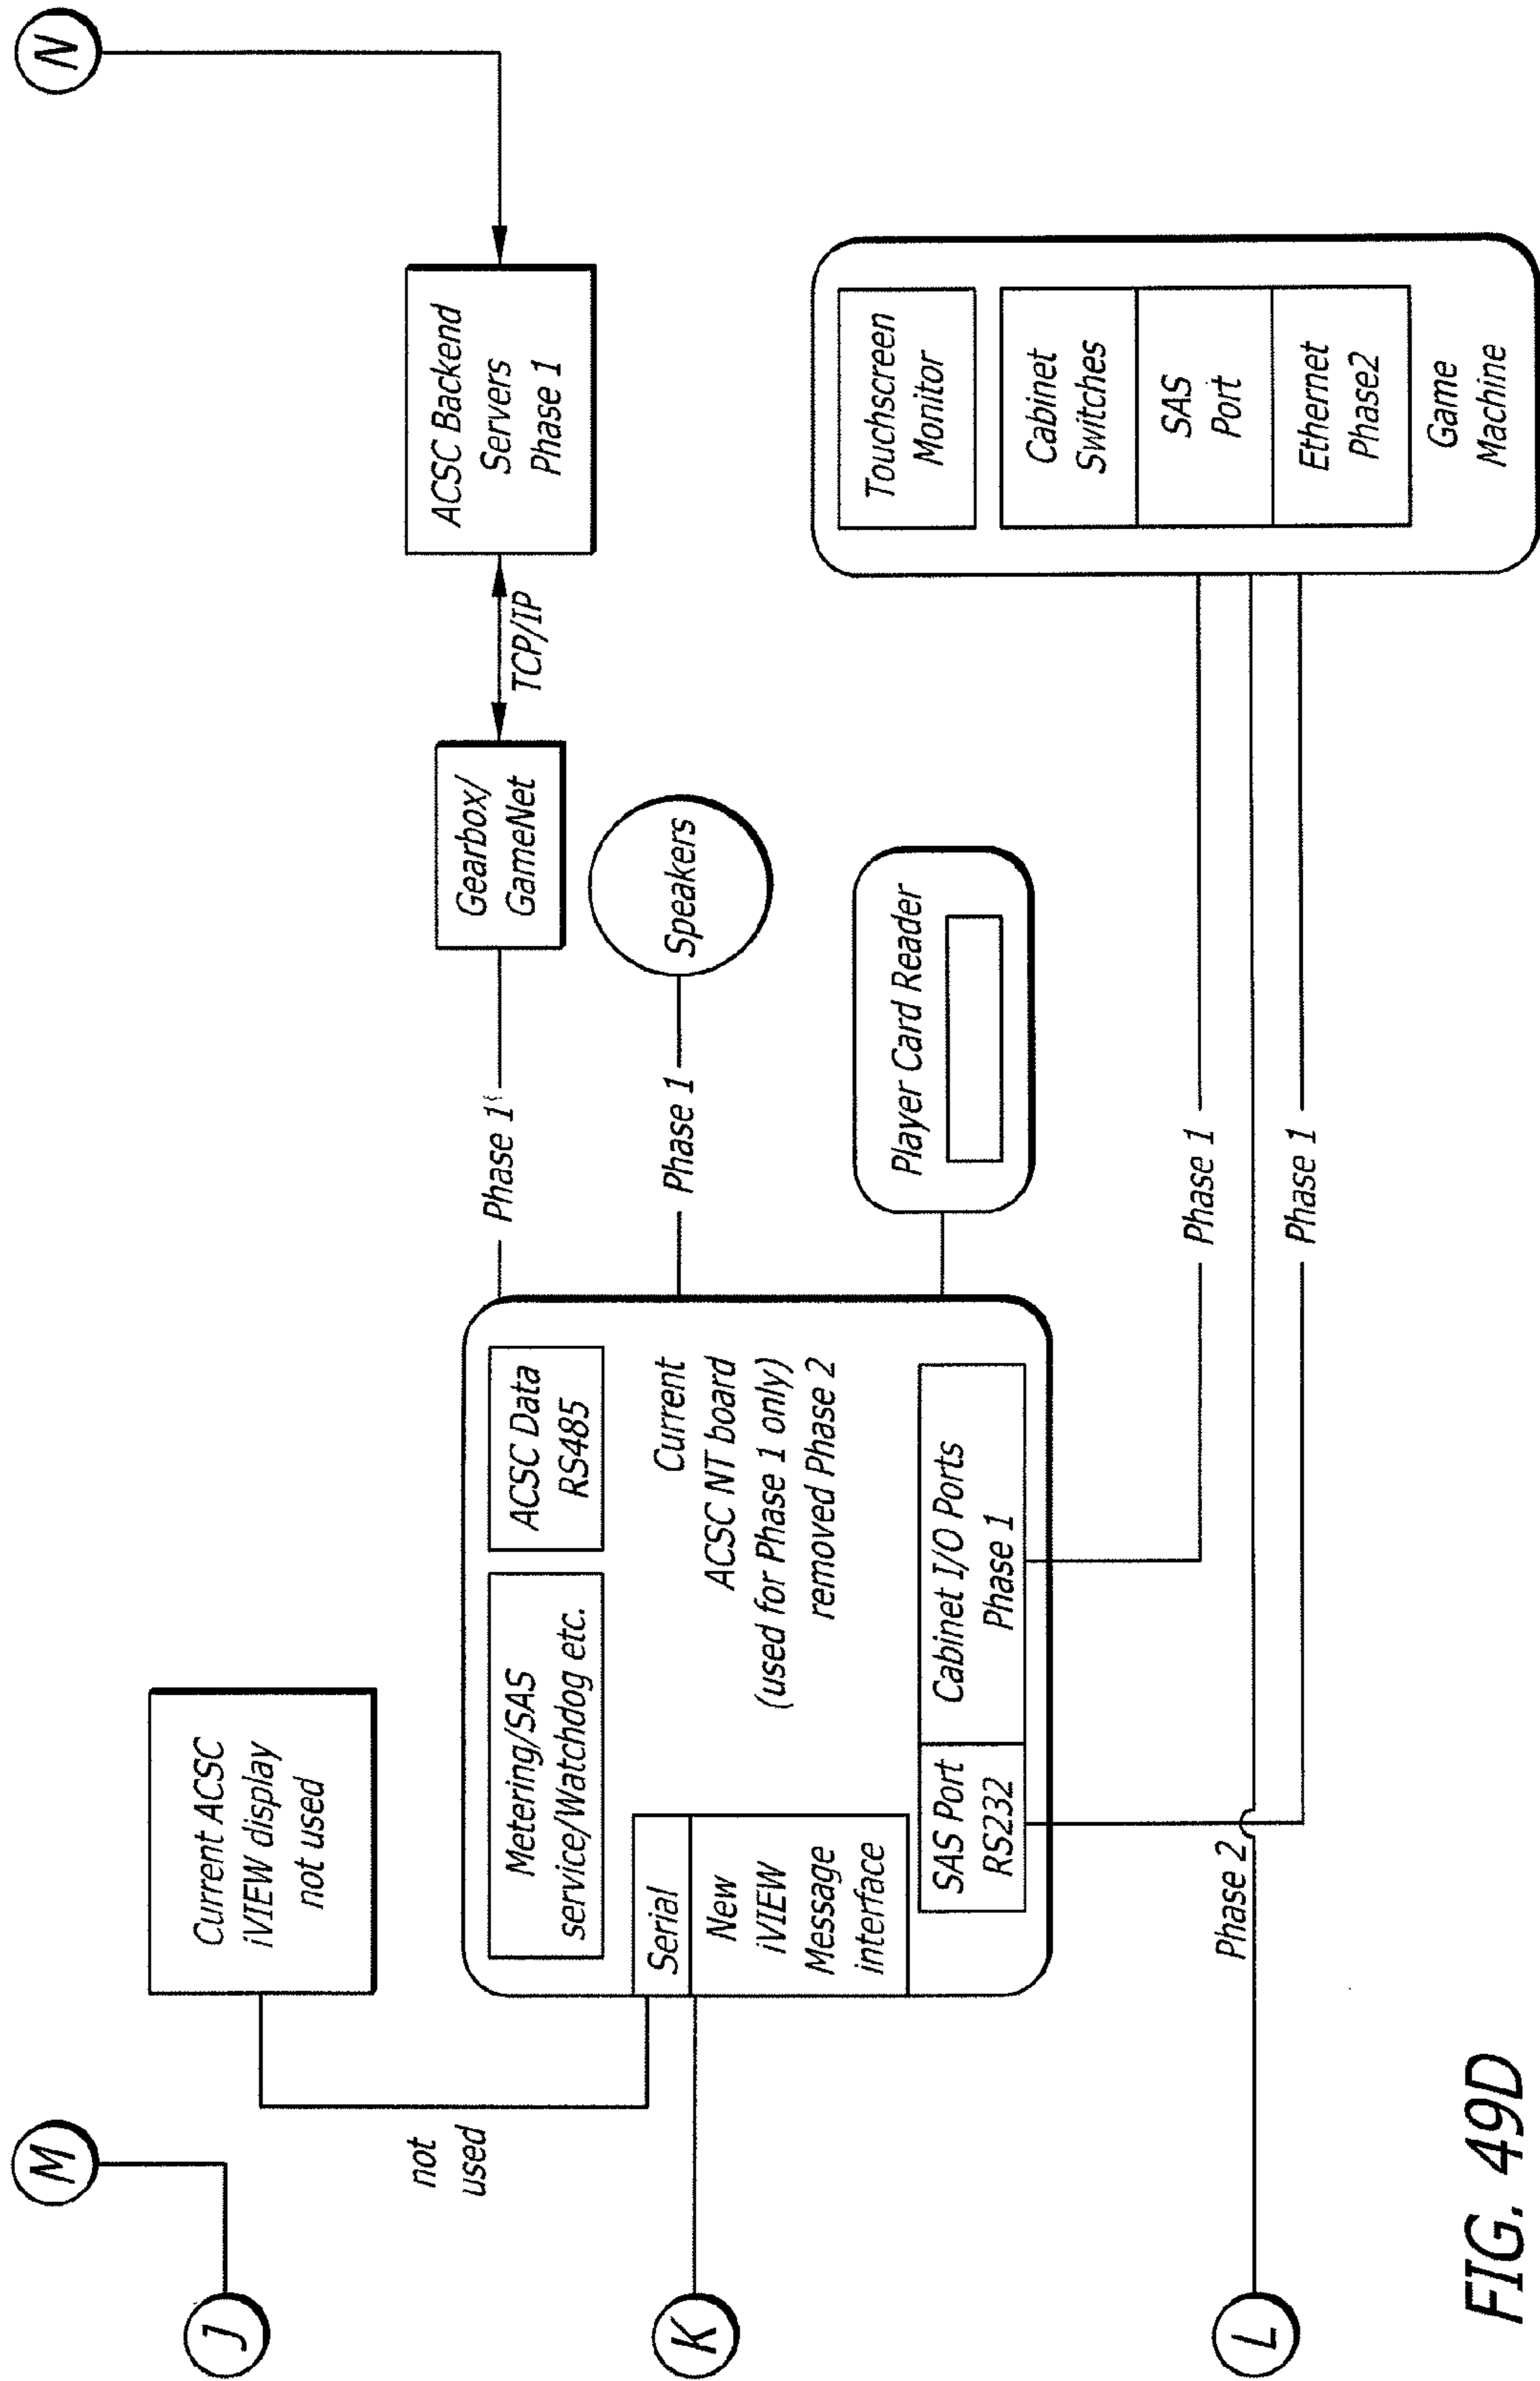 M
N
J
Current ACSC
iVIEW display
not used
not
used
ACSC Backend
Servers
Phase 1
TCP/IP
Gearbox/
GameNet
Phase 1
Speakers
Phase 1
Metering/SAS
service/Watchdog etc.
ACSC Data
RS485
Current
ACSC NT board
(used for Phase 1 only)
removed Phase 2
Serial
New
iVIEW
Message
interface
K
SAS Port
RS232
Cabinet I/O Ports
Phase 1
Player Card Reader
Touchscreen
Monitor
Cabinet
Switches
SAS
Port
Ethernet
Phase2
Game
Machine
Phase 1
Phase 2
Phase 1
L
FIG. 49D